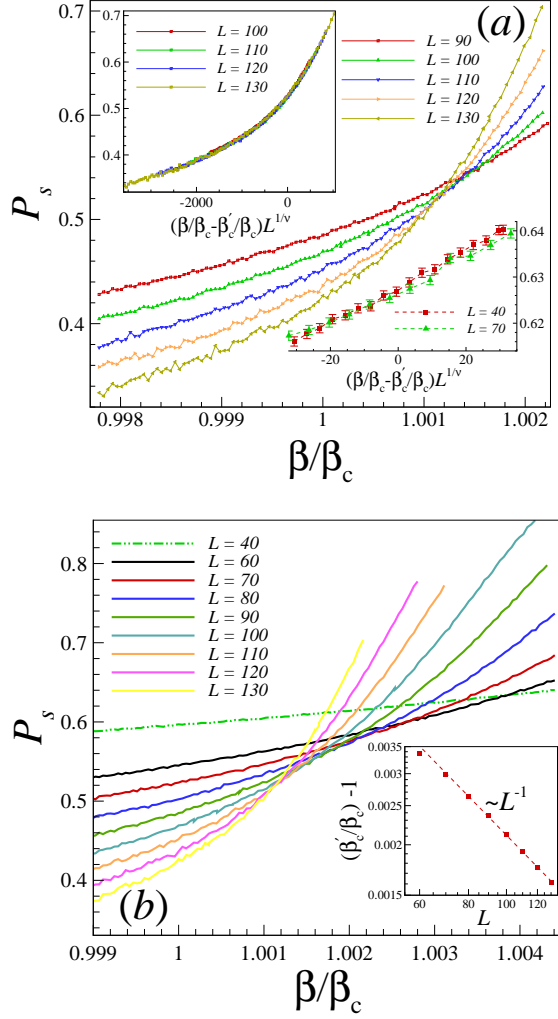 (a)
P_s
0.7
0.6
0.5
0.4
0.998
0.999
1
1.001
1.002
β/β_c
L = 90
L = 100
L = 110
L = 120
L = 130
0.7
0.6
0.5
0.4
-2000
0
(β/β_c-β_c'/β_c)L^{1/ν}
L = 100
L = 110
L = 120
L = 130
0.64
0.63
0.62
-20
0
20
(β/β_c-β_c'/β_c)L^{1/ν}
L = 40
L = 70
(b)
P_s
0.8
0.7
0.6
0.5
0.4
0.999
1
1.001
1.002
1.003
1.004
β/β_c
L = 40
L = 60
L = 70
L = 80
L = 90
L = 100
L = 110
L = 120
L = 130
(β_c'/β_c) -1
0.0035
0.003
0.002
0.0015
60
80
100
120
L
~L^{-1}